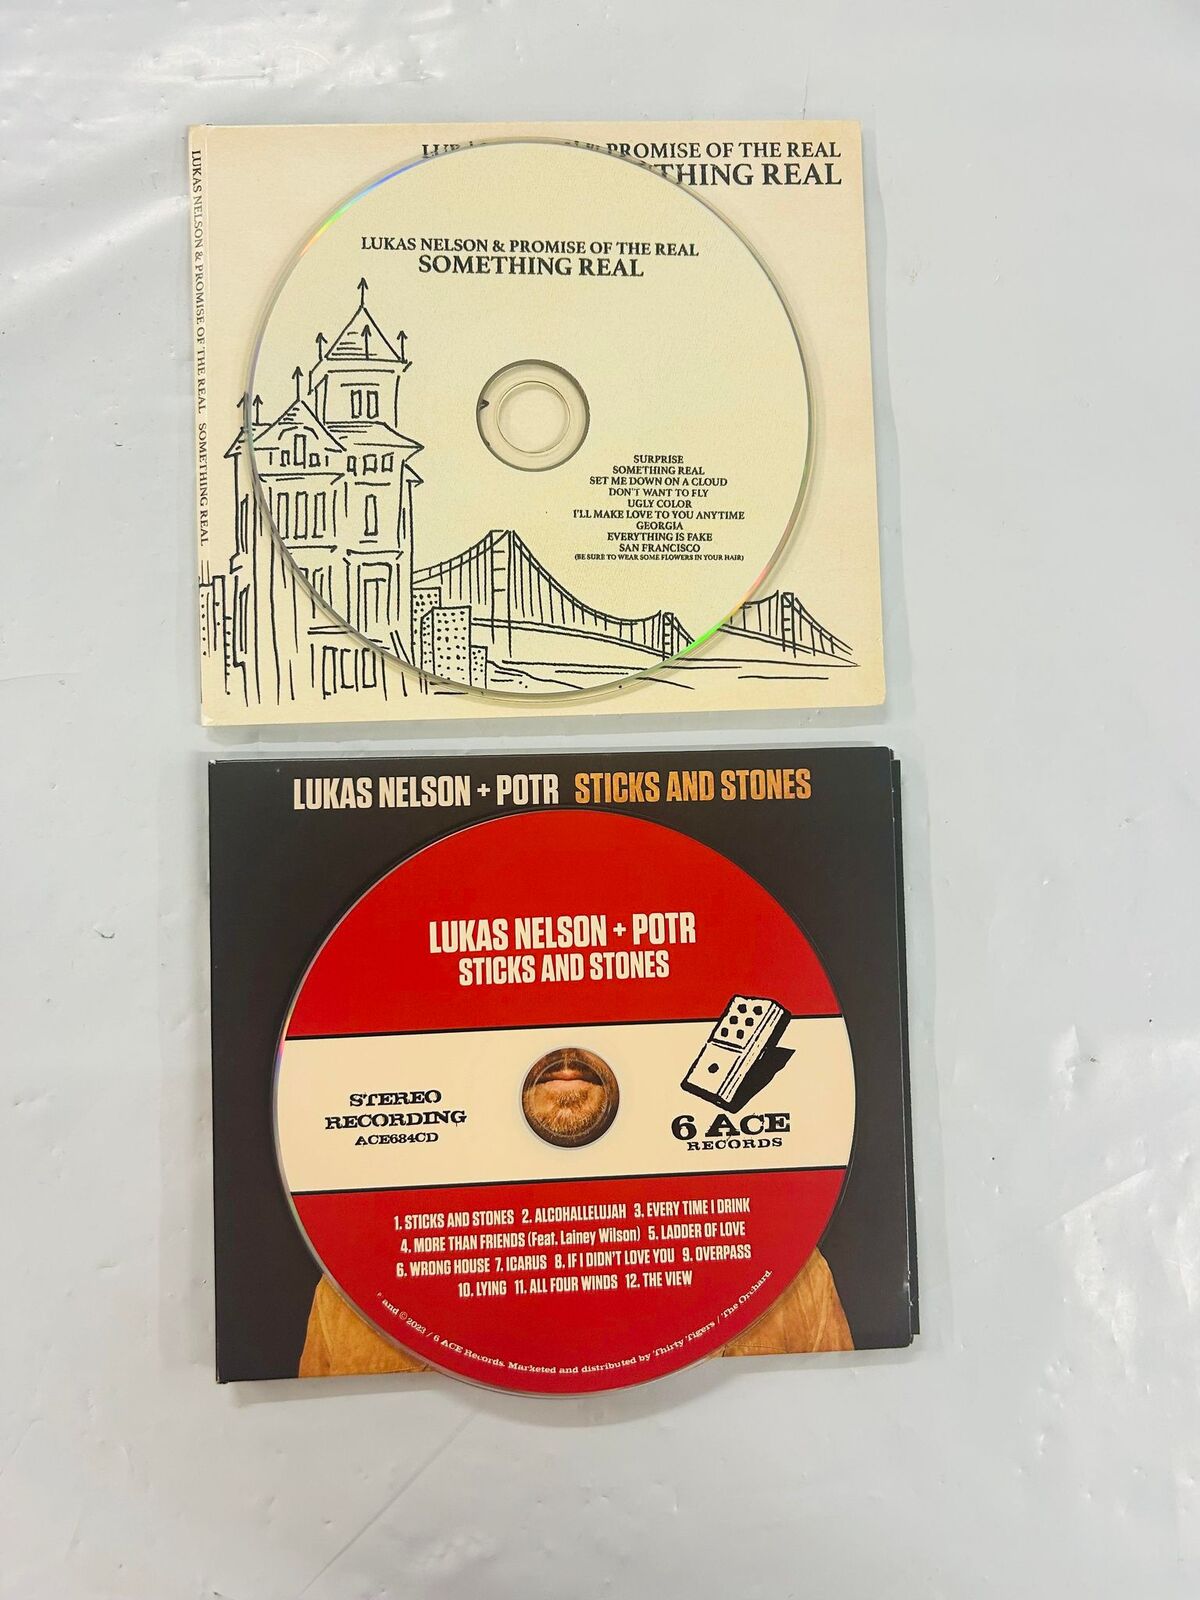 PROMISE OF THE REAL
THING REAL
LUKAS NELSON & PROMISE OF THE REAL SOMETHING REAL
LUKAS NELSON & PROMISE OF THE REAL
SOMETHING REAL
SURPRISE
SOMETHING REAL
SET ME DOWN ON A CLOUD
DON'T WANT TO FLY
UGLY COLOR
I'LL MAKE LOVE TO YOU ANYTIME
GEORGIA
EVERYTHING IS FAKE
SAN FRANCISCO
(BE SURE TO WEAR SOME FLOWERS IN YOUR HAIR)
LUKAS NELSON + POTR STICKS AND STONES
LUKAS NELSON + POTR
STICKS AND STONES
STEREO
RECORDING
ACE684CD
6 ACE
RECORDS
1. STICKS AND STONES 2. ALCOHALLELUJAH 3. EVERY TIME I DRINK
4. MORE THAN FRIENDS (Feat. Lainey Wilson) 5. LADDER OF LOVE
6. WRONG HOUSE 7. ICARUS 8. IF I DIDN'T LOVE YOU 9. OVERPASS
10. LYING 11. ALL FOUR WINDS 12. THE VIEW
P and © 2023 / 6 ACE Records. Marketed and distributed by Thirty Tigers / The Orchard.